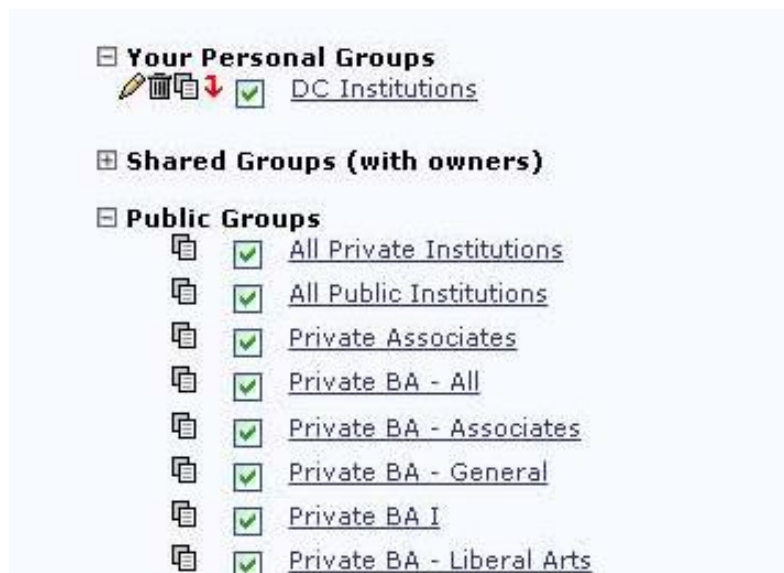 Your Personal Groups
DC Institutions
Shared Groups (with owners)
Public Groups
All Private Institutions
All Public Institutions
Private Associates
Private BA - All
Private BA - Associates
Private BA - General
Private BA I
Private BA - Liberal Arts